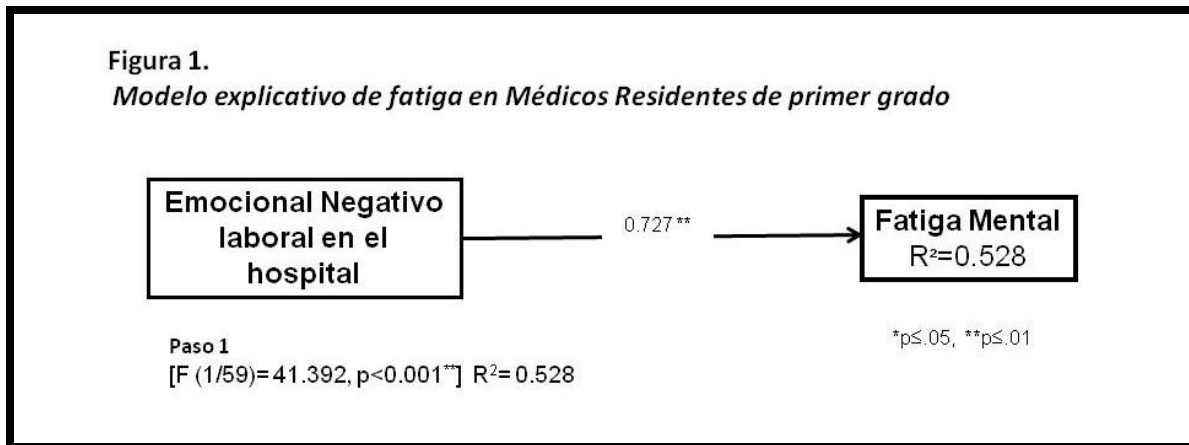 Figura 1.
Modelo explicativo de fatiga en Médicos Residentes de primer grado
Emocional Negativo
laboral en el
hospital
0.727 **
Fatiga Mental
R²=0.528
*p≤.05, **p≤.01
Paso 1
[F (1/59)= 41.392, p<0.001**] R²= 0.528